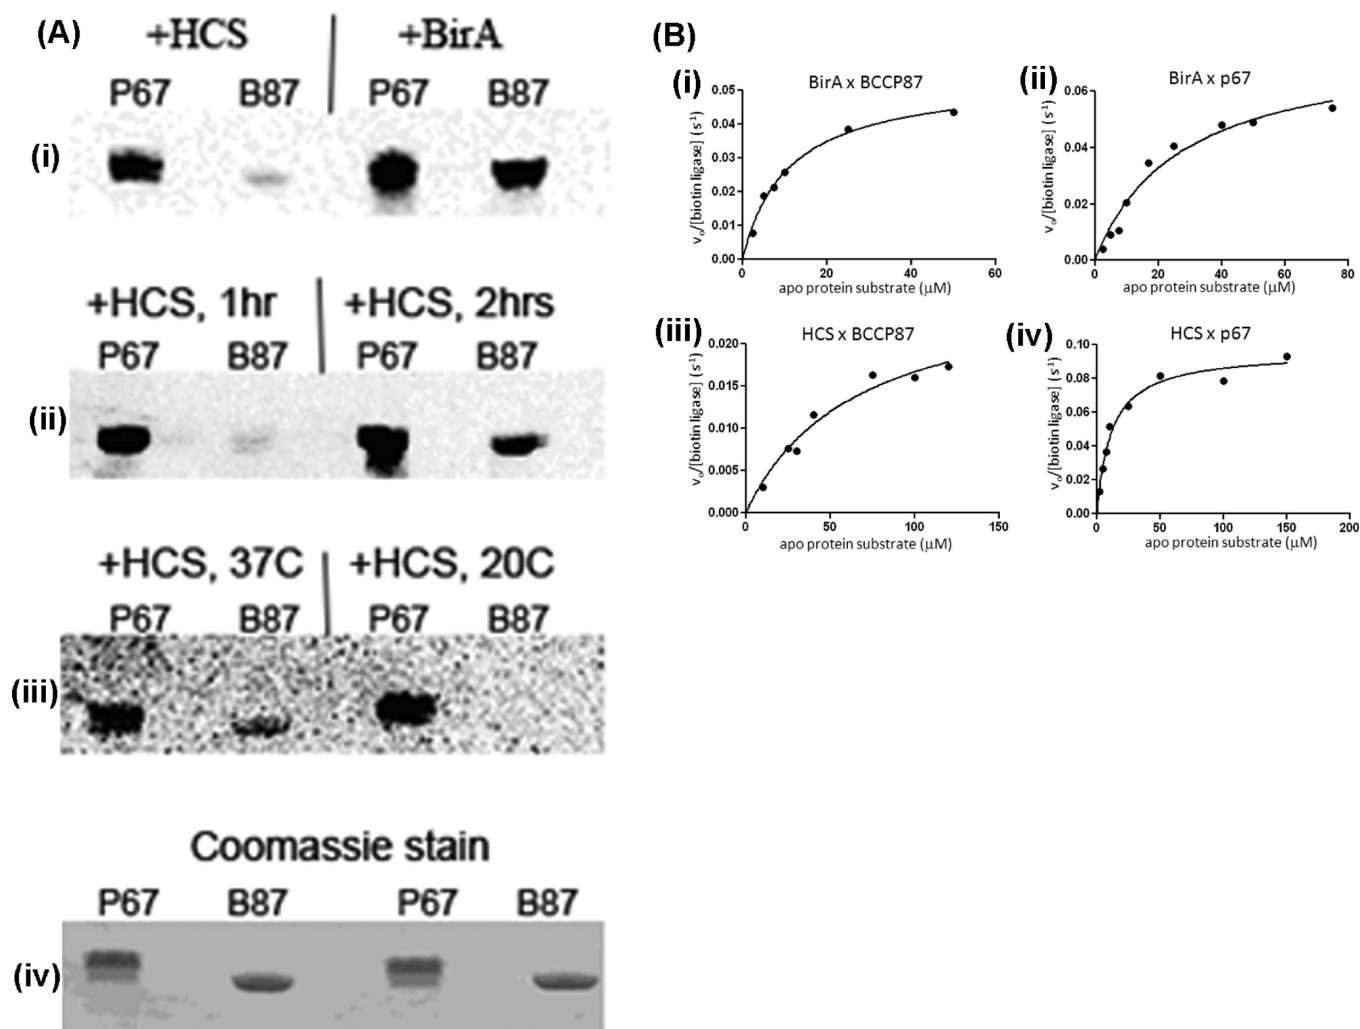 (A)
+HCS
+BirA
P67
B87
P67
B87
(i)
+HCS, 1hr
+HCS, 2hrs
P67
B87
P67
B87
(ii)
+HCS, 37C
+HCS, 20C
P67
B87
P67
B87
(iii)
Coomassie stain
P67
B87
P67
B87
(iv)
(B)
(i)
BirA x BCCP87
v₀/[biotin ligase] (s⁻¹)
0.05
0.04
0.03
0.02
0.01
0.00
0
20
40
60
apo protein substrate (μM)
(ii)
BirA x p67
v₀/[biotin ligase] (s⁻¹)
0.06
0.04
0.02
0.00
0
20
40
60
80
apo protein substrate (μM)
(iii)
HCS x BCCP87
v₀/[biotin ligase] (s⁻¹)
0.020
0.015
0.010
0.005
0.000
0
50
100
150
apo protein substrate (μM)
(iv)
HCS x p67
v₀/[biotin ligase] (s⁻¹)
0.10
0.08
0.06
0.04
0.02
0.00
0
50
100
150
200
apo protein substrate (μM)